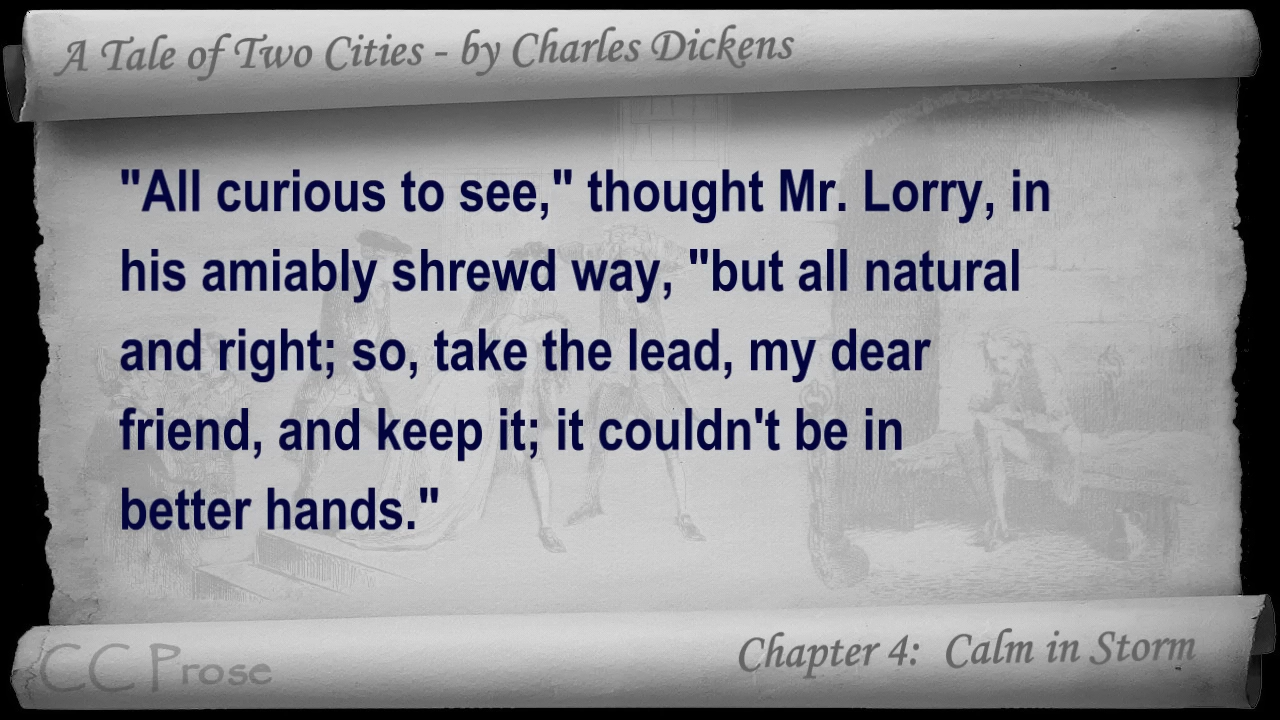 A Tale of Two Cities - by Charles Dickens
"All curious to see," thought Mr. Lorry, in
his amiably shrewd way, "but all natural
and right; so, take the lead, my dear
friend, and keep it; it couldn't be in
better hands."
CC Prose
Chapter 4: Calm in Storm